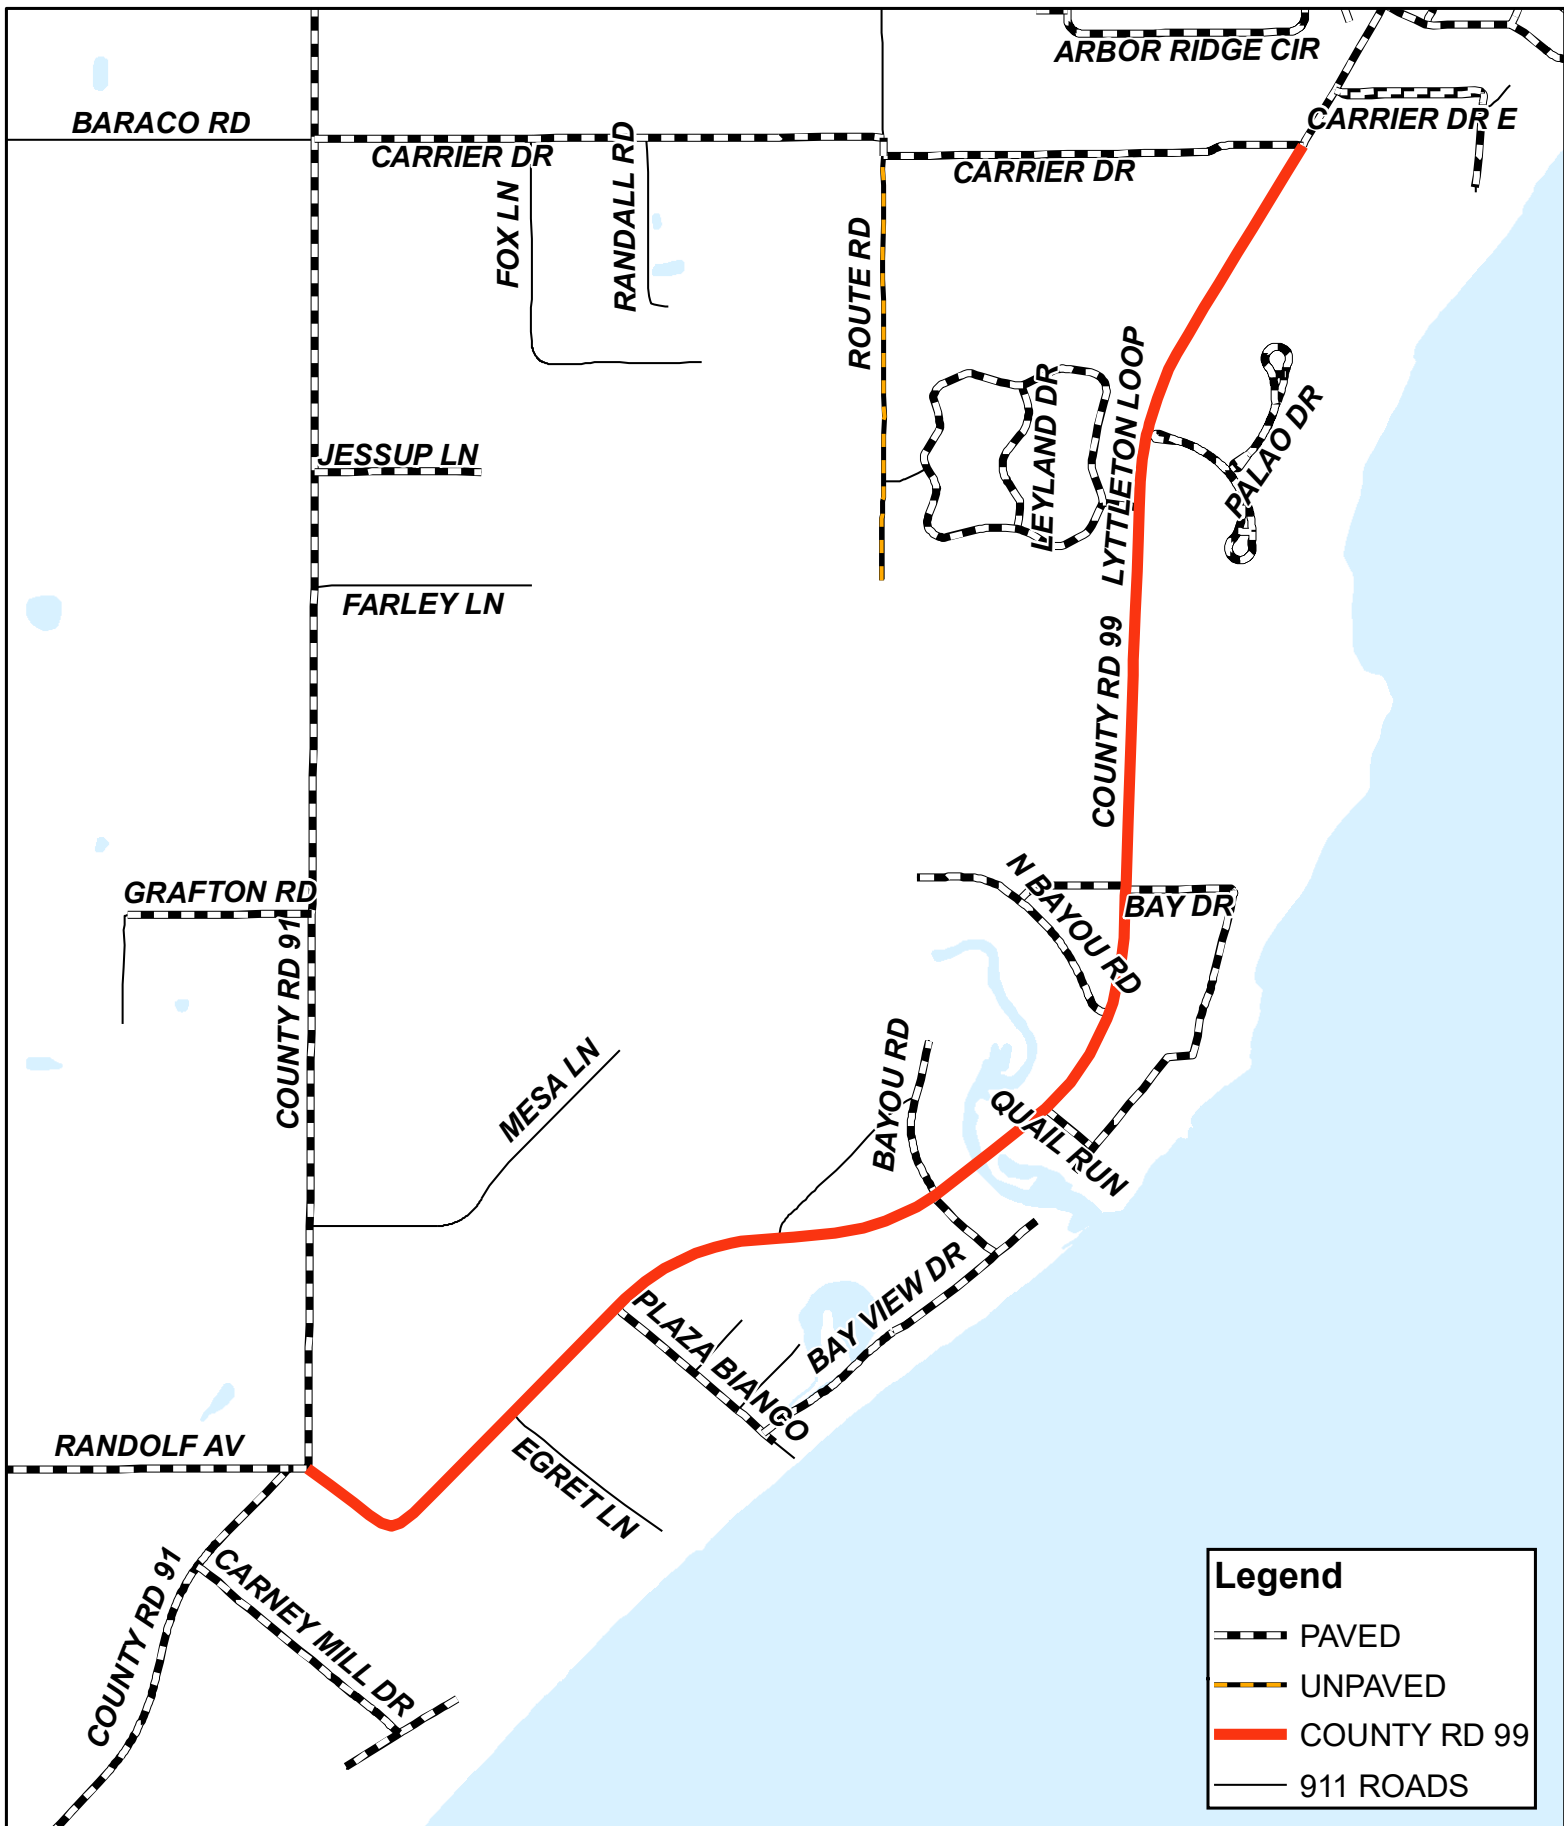 ARBOR RIDGE CIR
BARACO RD
CARRIER DR E
CARRIER DR
CARRIER DR
FOX LN
RANDALL RD
ROUTE RD
LEYLAND DR
LYTTLETON LOOP
PALAO DR
JESSUP LN
FARLEY LN
COUNTY RD 99
GRAFTON RD
N BAYOU RD
BAY DR
COUNTY RD 91
MESA LN
BAYOU RD
QUAIL RUN
BAY VIEW DR
PLAZA BIANCO
RANDOLF AV
EGRET LN
COUNTY RD 91
CARNEY MILL DR
Legend
PAVED
UNPAVED
COUNTY RD 99
911 ROADS